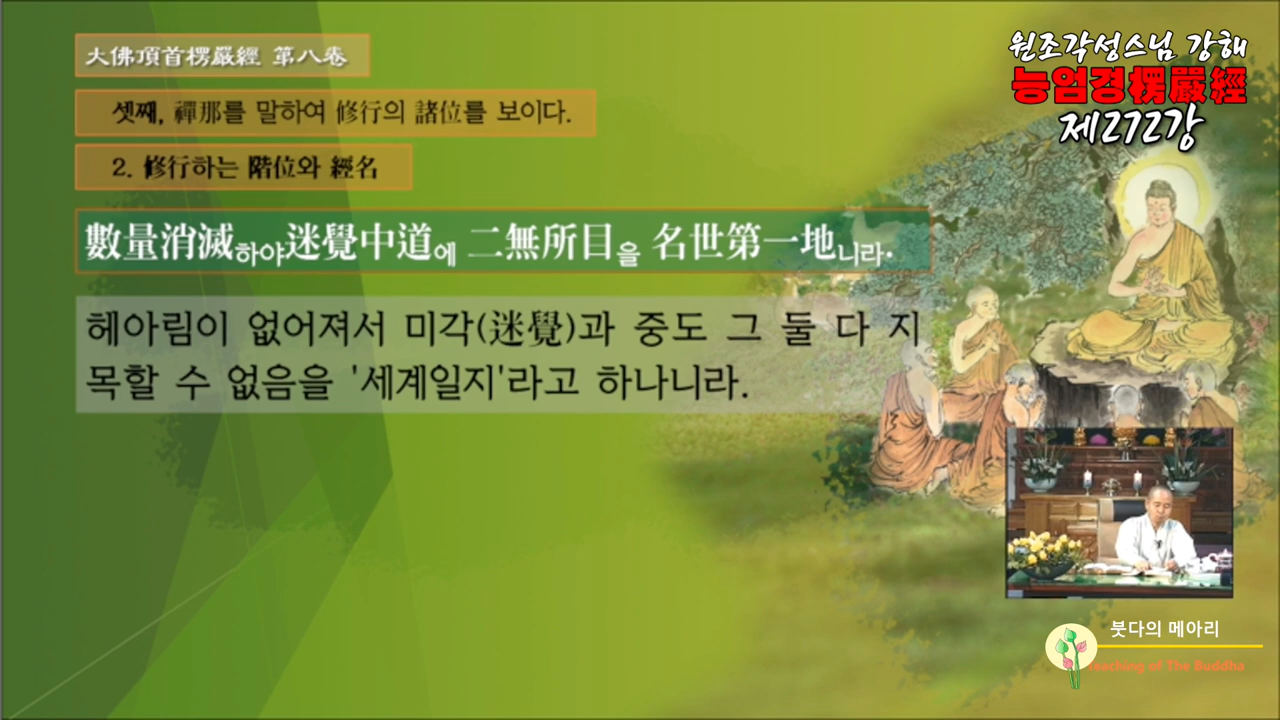 大佛頂首楞嚴經 第八卷
셋째, 禪那를 말하여 修行의 諸位를 보이다.
2. 修行하는 階位와 經名
數量消滅하야迷覺中道에 二無所目을 名世第一地니라.
헤아림이 없어져서 미각(迷覺)과 중도 그 둘 다 지
목할 수 없음을 '세계일지'라고 하나니라.
원조각성스님 강해
능엄경楞嚴經
제272강
붓다의 메아리
Teaching of The Buddha